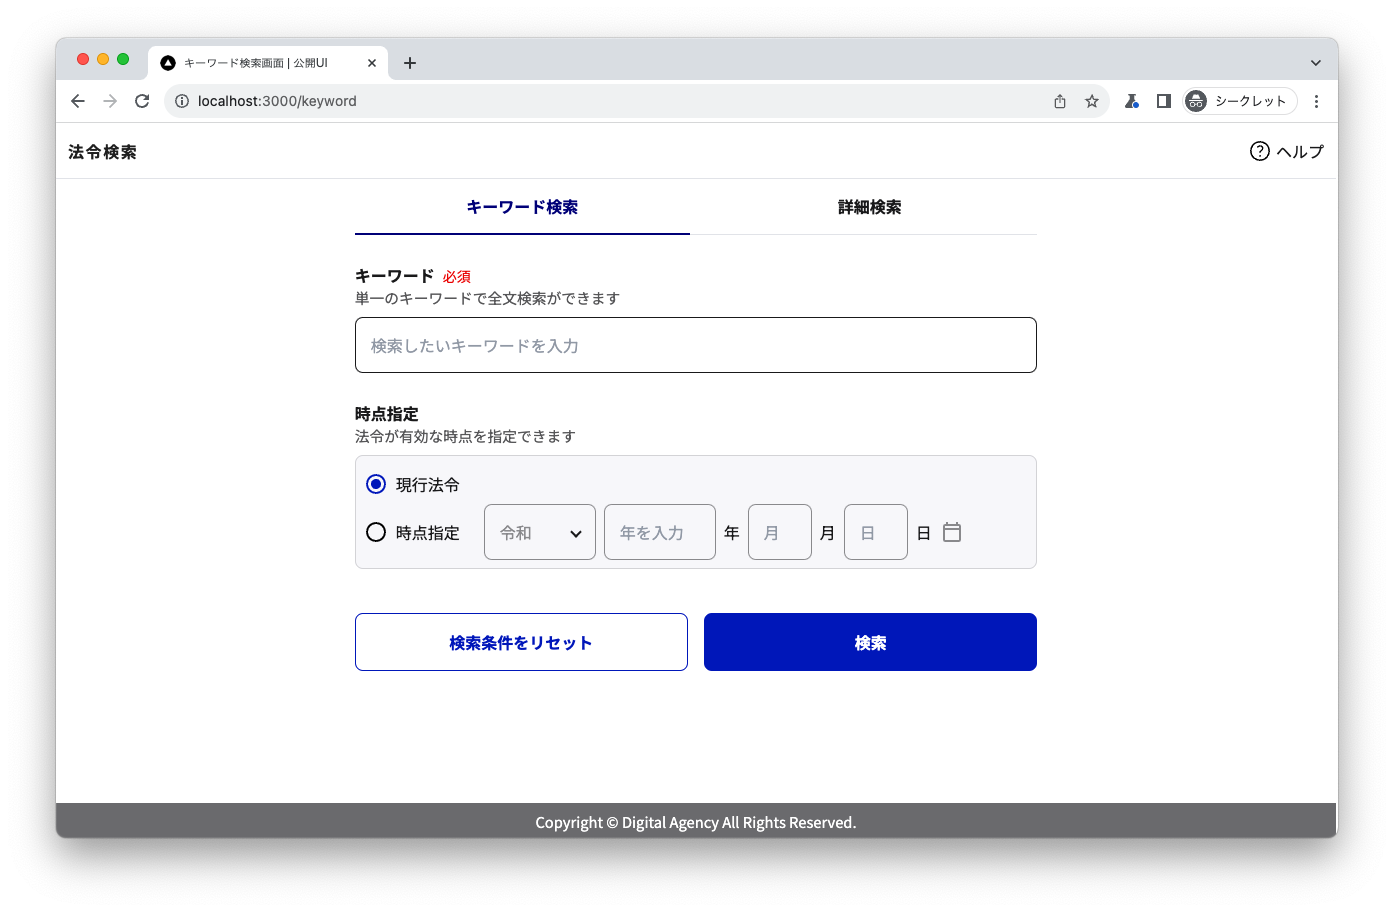 キーワード検索画面 | 公開UI
localhost:3000/keyword
シークレット
法令検索
ヘルプ
キーワード検索
詳細検索
キーワード 必須
単一のキーワードで全文検索ができます
検索したいキーワードを入力
時点指定
法令が有効な時点を指定できます
現行法令
時点指定 令和 年を入力 年 月 月 日 日
検索条件をリセット
検索
Copyright © Digital Agency All Rights Reserved.